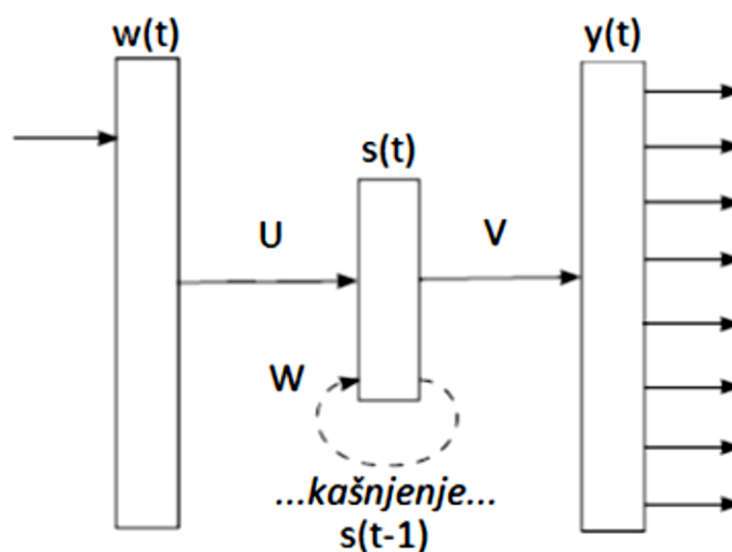 w(t)
y(t)
s(t)
U
V
W
...kašnjenje...
s(t-1)